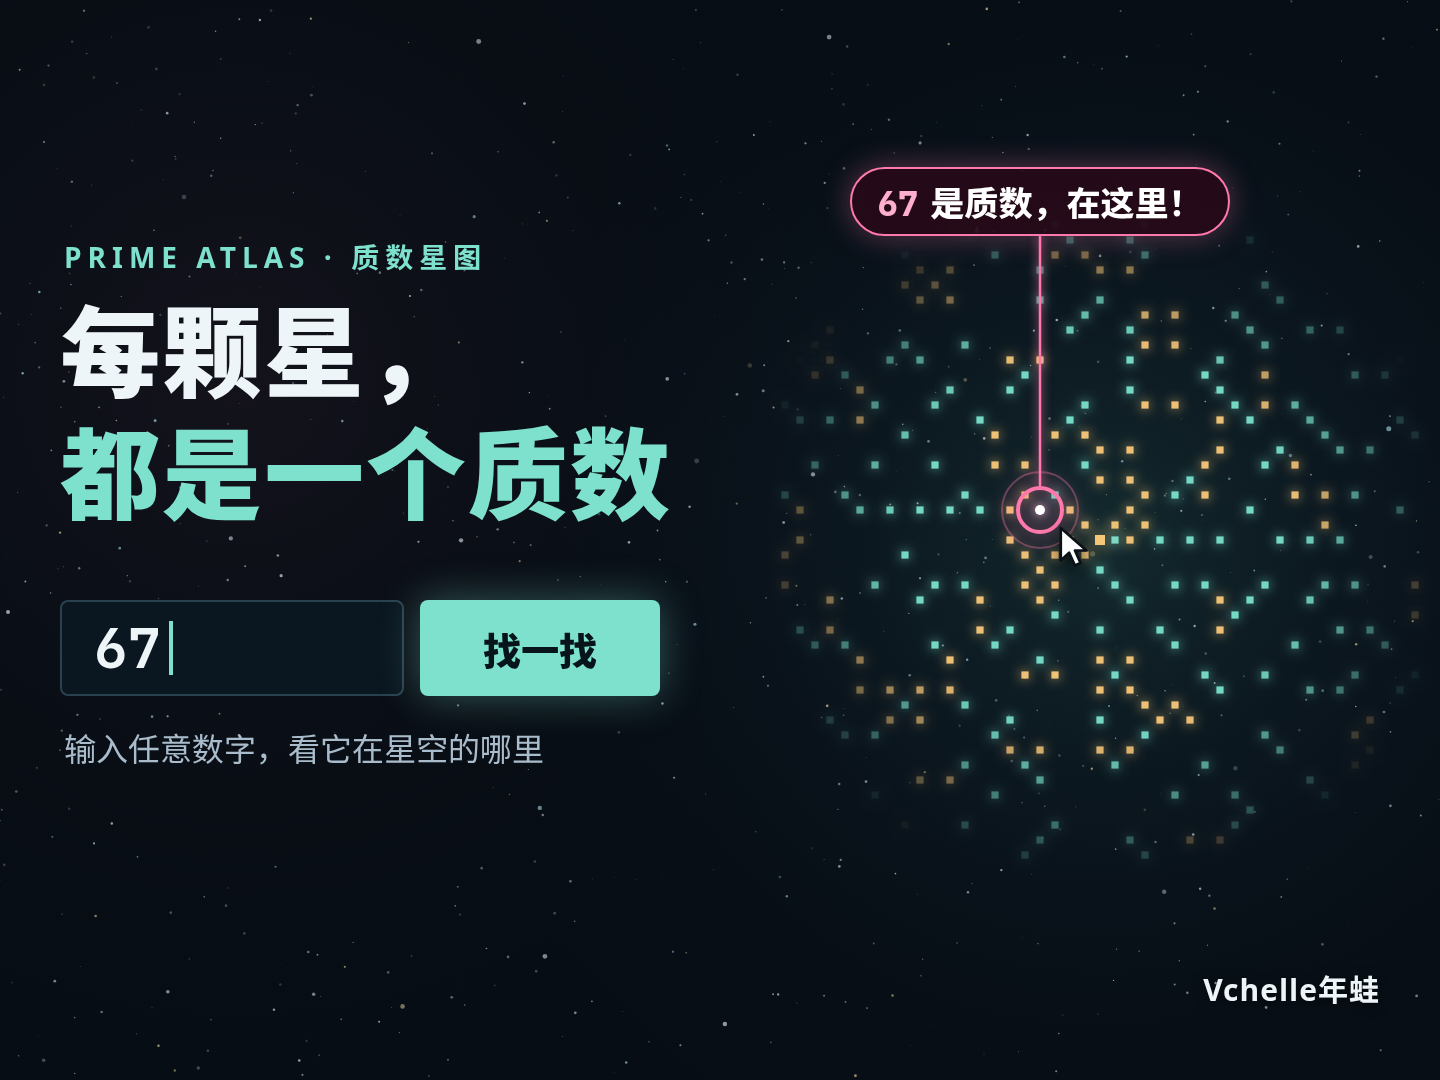 PRIME ATLAS · 质数星图
每颗星，
都是一个质数
67
找一找
输入任意数字，看它在星空的哪里
67 是质数，在这里！
Vchelle年蛙